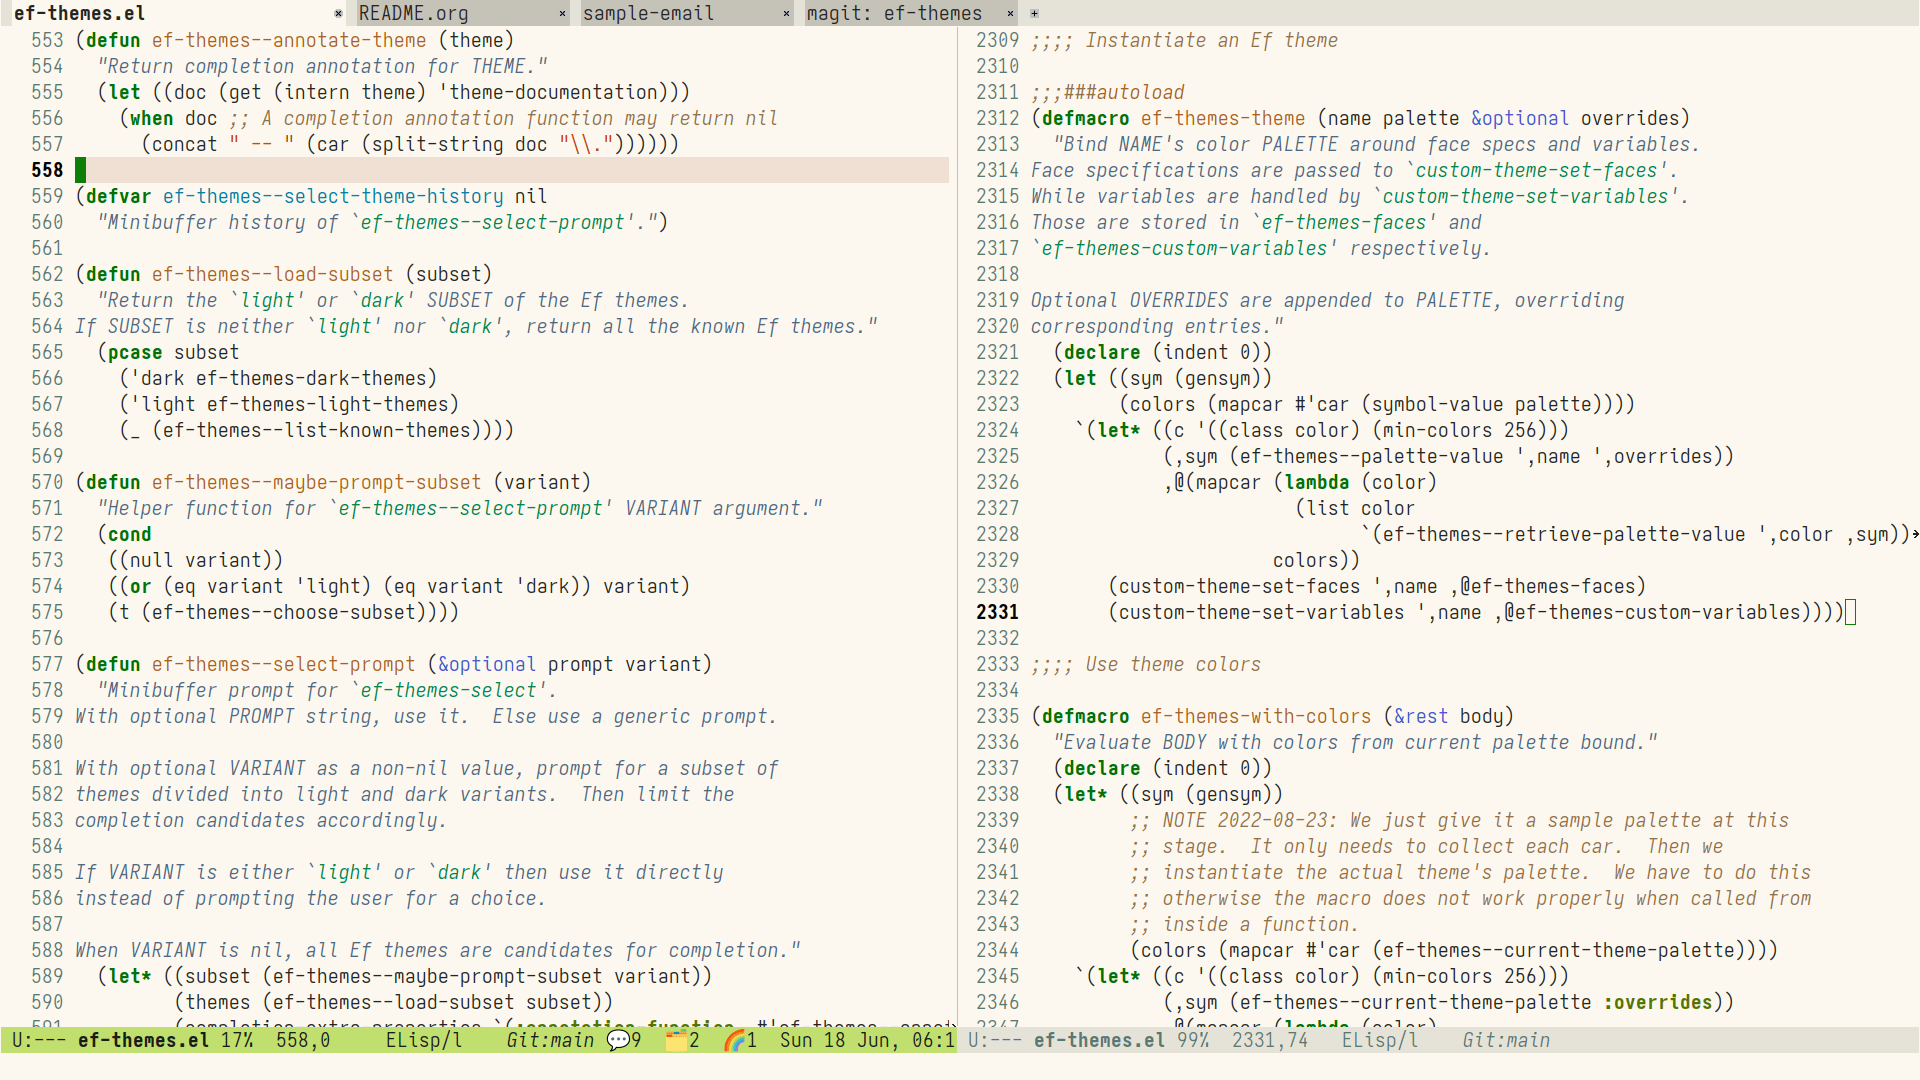 ef-themes.el × README.org × sample-email × magit: ef-themes × +
553 (defun ef-themes--annotate-theme (theme)
554   "Return completion annotation for THEME."
555   (let ((doc (get (intern theme) 'theme-documentation)))
556     (when doc ;; A completion annotation function may return nil
557       (concat " -- " (car (split-string doc "\\."))))))
558
559 (defvar ef-themes--select-theme-history nil
560   "Minibuffer history of `ef-themes--select-prompt'.")
561
562 (defun ef-themes--load-subset (subset)
563   "Return the `light' or `dark' SUBSET of the Ef themes.
564 If SUBSET is neither `light' nor `dark', return all the known Ef themes."
565   (pcase subset
566     ('dark ef-themes-dark-themes)
567     ('light ef-themes-light-themes)
568     (_ (ef-themes--list-known-themes))))
569
570 (defun ef-themes--maybe-prompt-subset (variant)
571   "Helper function for `ef-themes--select-prompt' VARIANT argument."
572   (cond
573    ((null variant))
574    ((or (eq variant 'light) (eq variant 'dark)) variant)
575    (t (ef-themes--choose-subset))))
576
577 (defun ef-themes--select-prompt (&optional prompt variant)
578   "Minibuffer prompt for `ef-themes-select'.
579 With optional PROMPT string, use it.  Else use a generic prompt.
580
581 With optional VARIANT as a non-nil value, prompt for a subset of
582 themes divided into light and dark variants.  Then limit the
583 completion candidates accordingly.
584
585 If VARIANT is either `light' or `dark' then use it directly
586 instead of prompting the user for a choice.
587
588 When VARIANT is nil, all Ef themes are candidates for completion."
589   (let* ((subset (ef-themes--maybe-prompt-subset variant))
590          (themes (ef-themes--load-subset subset))
U:--- ef-themes.el 17%  558,0     ELisp/l    Git:main 💬9  🗂️2  🌈1  Sun 18 Jun, 06:1
2309 ;;;; Instantiate an Ef theme
2310
2311 ;;;###autoload
2312 (defmacro ef-themes-theme (name palette &optional overrides)
2313   "Bind NAME's color PALETTE around face specs and variables.
2314 Face specifications are passed to `custom-theme-set-faces'.
2315 While variables are handled by `custom-theme-set-variables'.
2316 Those are stored in `ef-themes-faces' and
2317 `ef-themes-custom-variables' respectively.
2318
2319 Optional OVERRIDES are appended to PALETTE, overriding
2320 corresponding entries."
2321   (declare (indent 0))
2322   (let ((sym (gensym))
2323         (colors (mapcar #'car (symbol-value palette))))
2324     `(let* ((c '((class color) (min-colors 256)))
2325             (,sym (ef-themes--palette-value ',name ',overrides))
2326             ,@(mapcar (lambda (color)
2327                         (list color
2328                               `(ef-themes--retrieve-palette-value ',color ,sym))
2329                       colors))
2330        (custom-theme-set-faces ',name ,@ef-themes-faces)
2331        (custom-theme-set-variables ',name ,@ef-themes-custom-variables))))
2332
2333 ;;;; Use theme colors
2334
2335 (defmacro ef-themes-with-colors (&rest body)
2336   "Evaluate BODY with colors from current palette bound."
2337   (declare (indent 0))
2338   (let* ((sym (gensym))
2339          ;; NOTE 2022-08-23: We just give it a sample palette at this
2340          ;; stage.  It only needs to collect each car.  Then we
2341          ;; instantiate the actual theme's palette.  We have to do this
2342          ;; otherwise the macro does not work properly when called from
2343          ;; inside a function.
2344          (colors (mapcar #'car (ef-themes--current-theme-palette))))
2345     `(let* ((c '((class color) (min-colors 256)))
2346             (,sym (ef-themes--current-theme-palette :overrides))
2347             ,@(mapcar (lambda (color)
U:--- ef-themes.el 99%  2331,74   ELisp/l    Git:main